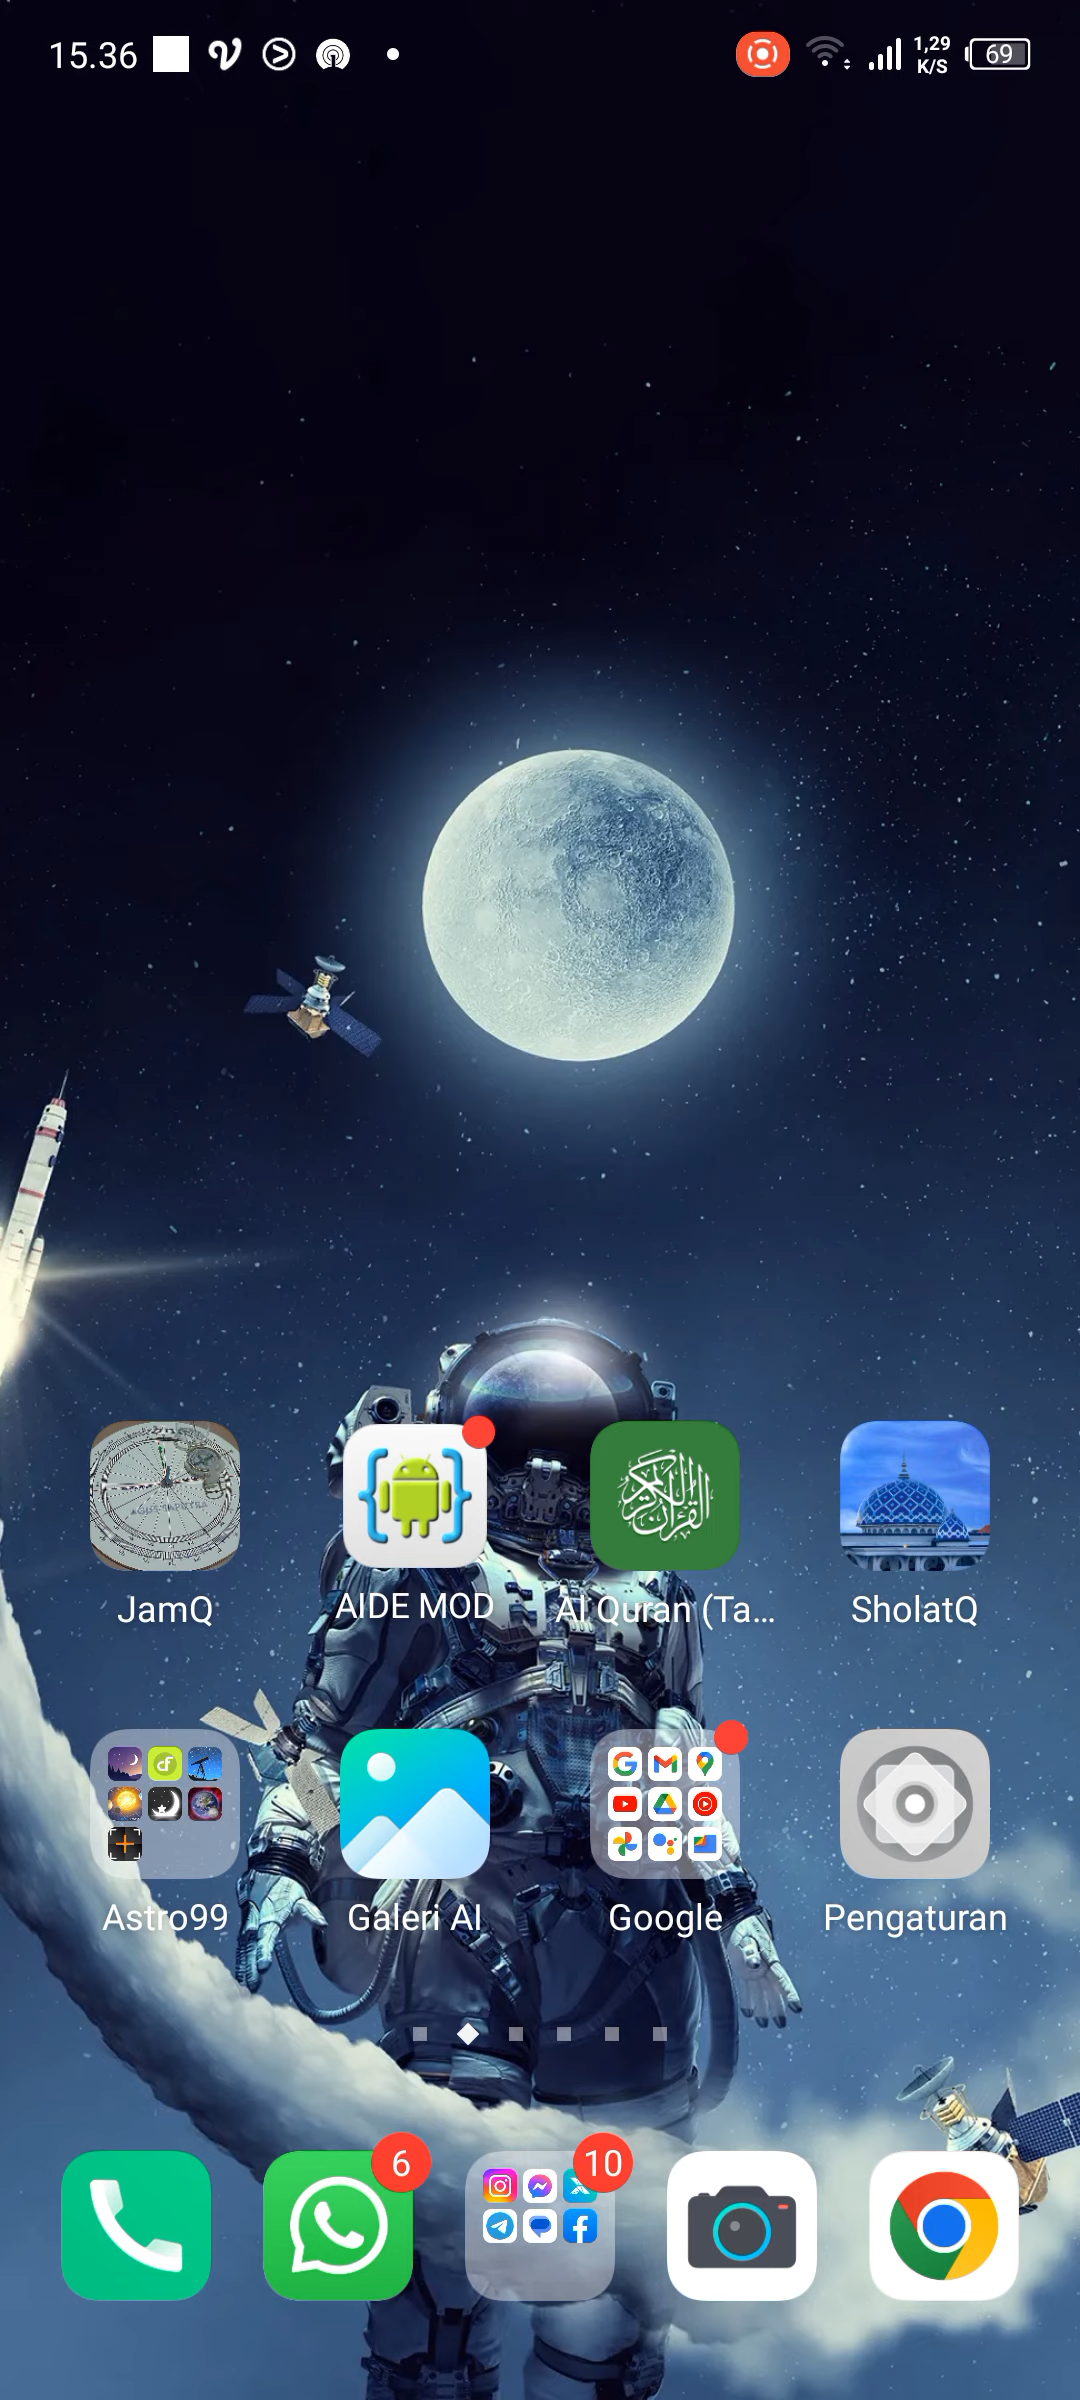 15.36
1,29
K/S
69
JamQ
AIDE MOD
Al Quran (Ta...
SholatQ
Astro99
Galeri AI
Google
Pengaturan
6
10